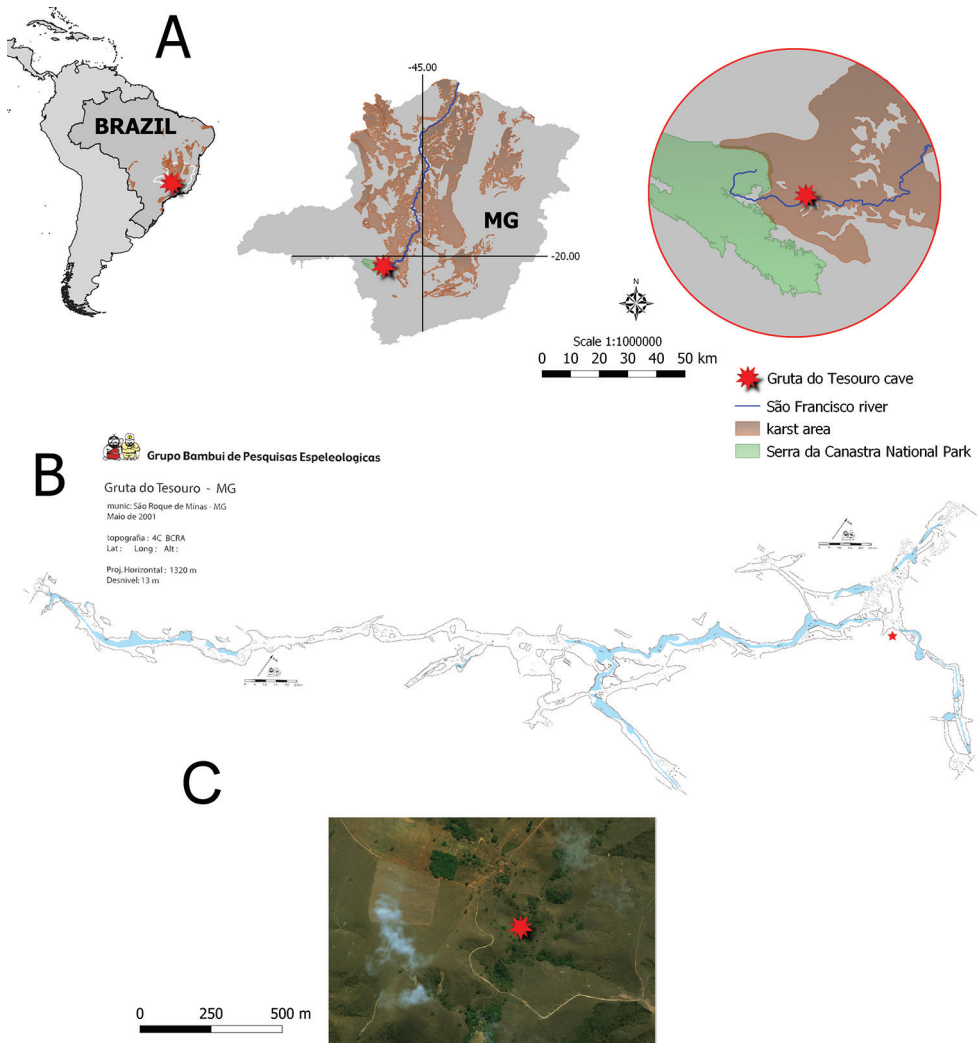 A
BRAZIL
-45.00
MG
-20.00
N
Scale 1:1000000
0 10 20 30 40 50 km
Gruta do Tesouro cave
São Francisco river
karst area
Serra da Canastra National Park
B
Grupo Bambui de Pesquisas Espeleologicas
Gruta do Tesouro - MG
munic: São Roque de Minas - MG
Maio de 2001
topografia : 4C BCRA
Lat : Long : Alt :
Proj. Horizontal : 1320 m
Desnivel: 13 m
C
0 250 500 m